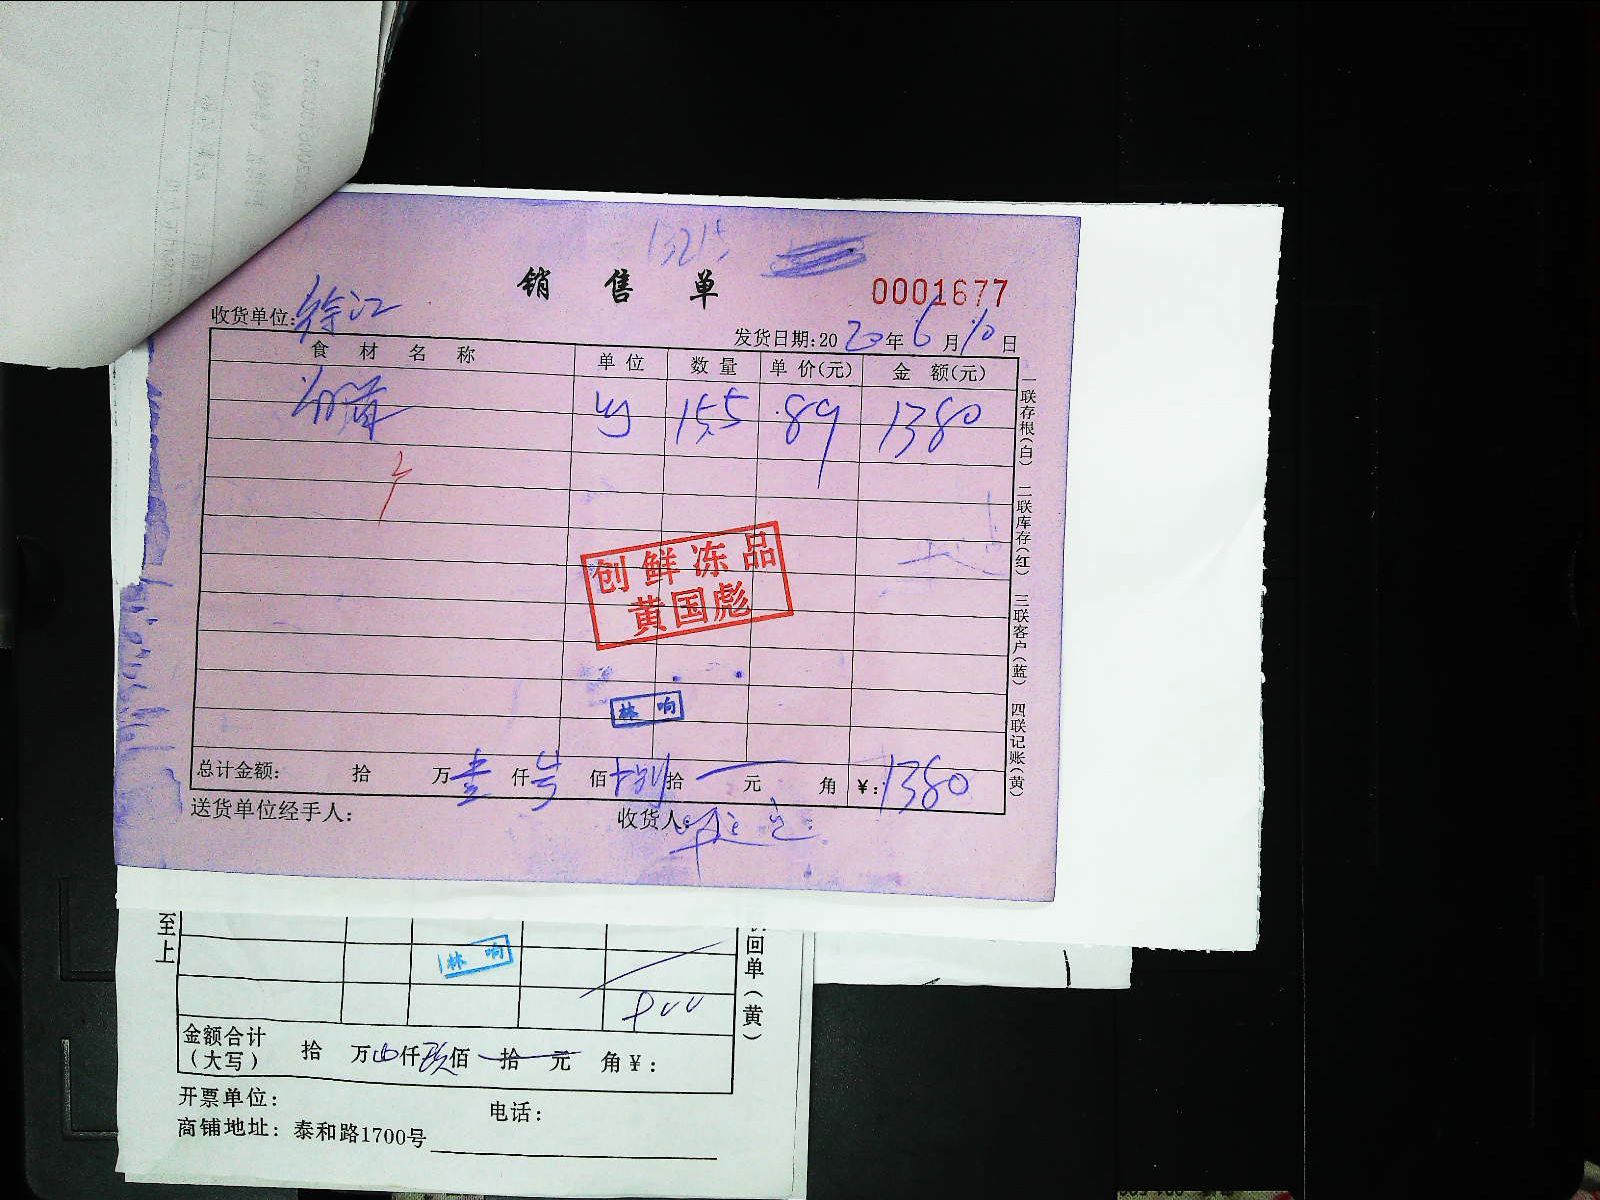 销售单
0001677
收货单位:徐江
发货日期:2020年6月10日
食材名称 单位 数量 单价(元) 金额(元)
15.5 89 1380
一联存根(白) 二联库存(红) 三联客户(蓝) 四联记账(黄)
创鲜冻品
黄国彪
林响
总计金额: 拾 万壹仟 佰 拾 元 角 ¥:1380
送货单位经手人:
收货人:
至上
回单(黄)
林响
900
金额合计
(大写) 拾 万 仟玖佰 拾 元 角¥:
开票单位:
电话:
商铺地址: 泰和路1700号